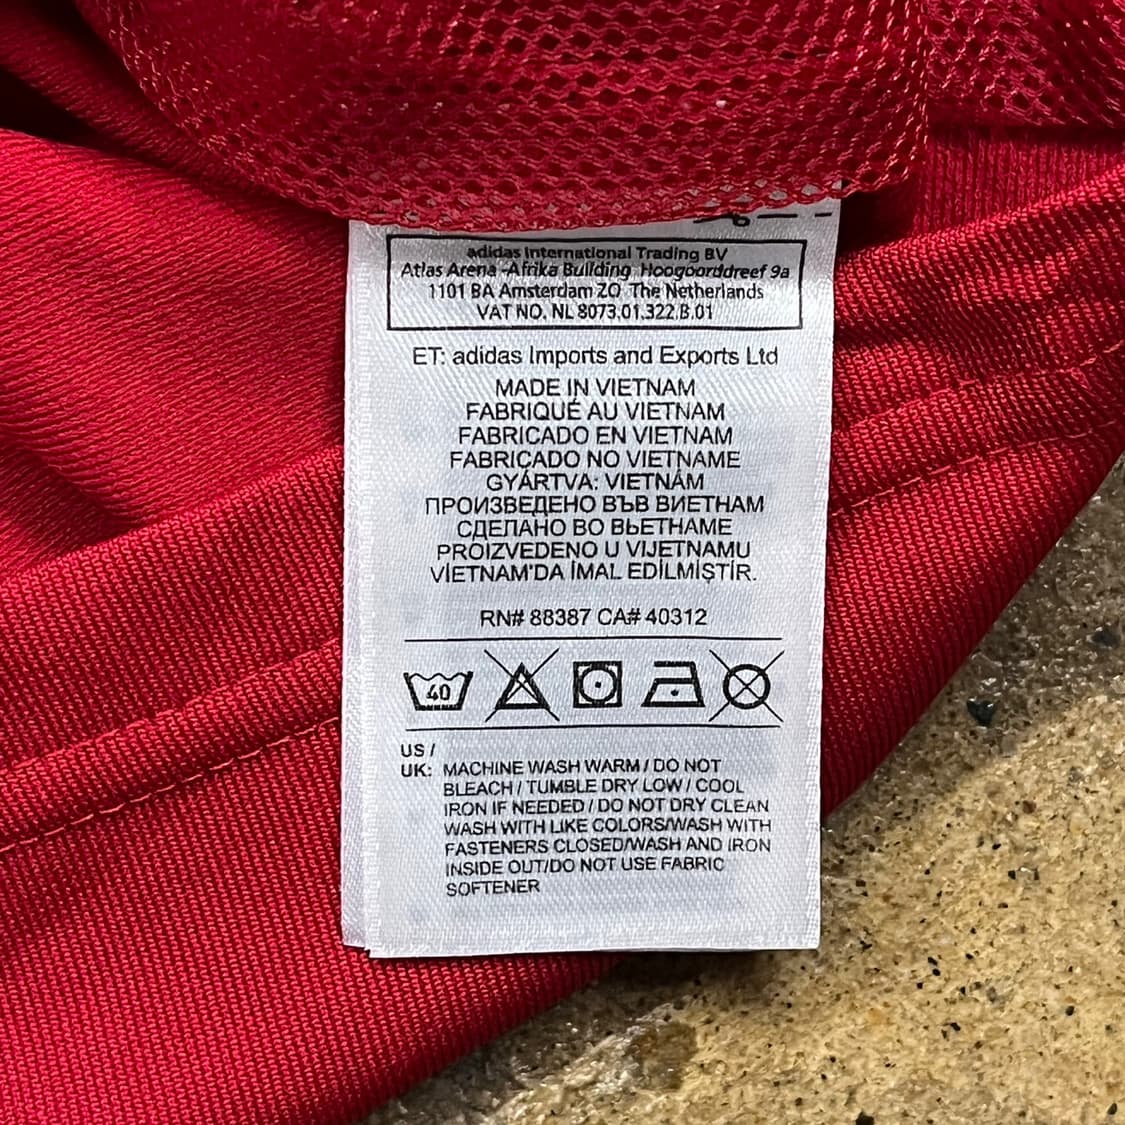 adidas International Trading BV
Atlas Arena -Afrika Building Hoogoorddreef 9a
1101 BA Amsterdam ZO The Netherlands
VAT NO. NL 8073.01.322.B.01
ET: adidas Imports and Exports Ltd
MADE IN VIETNAM
FABRIQUÉ AU VIETNAM
FABRICADO EN VIETNAM
FABRICADO NO VIETNAME
GYÁRTVA: VIETNÁM
ПРОИЗВЕДЕНО ВЪВ ВИЕТНАМ
СДЕЛАНО ВО ВЬЕТНАМЕ
PROIZVEDENO U VIJETNAMU
VİETNAM'DA İMAL EDİLMİŞTİR.
RN# 88387 CA# 40312
40
US /
UK: MACHINE WASH WARM / DO NOT
BLEACH / TUMBLE DRY LOW / COOL
IRON IF NEEDED / DO NOT DRY CLEAN
WASH WITH LIKE COLORS/WASH WITH
FASTENERS CLOSED/WASH AND IRON
INSIDE OUT/DO NOT USE FABRIC
SOFTENER